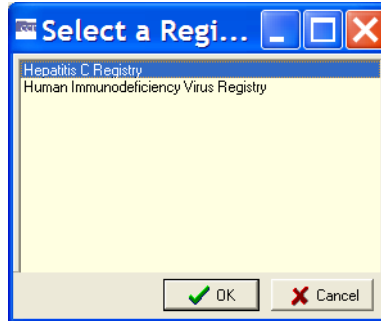 Select a Regi...
Hepatitis C Registry
Human Immunodeficiency Virus Registry
OK
Cancel